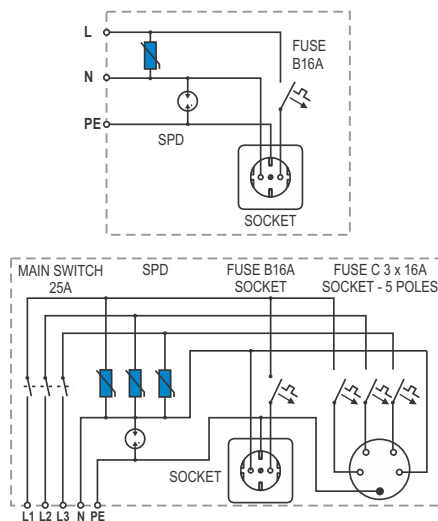 L
FUSE
B16A
N
PE
SPD
SOCKET
MAIN SWITCH
25A
SPD
FUSE B16A
SOCKET
FUSE C 3 x 16A
SOCKET - 5 POLES
SOCKET
L1 L2 L3 N PE